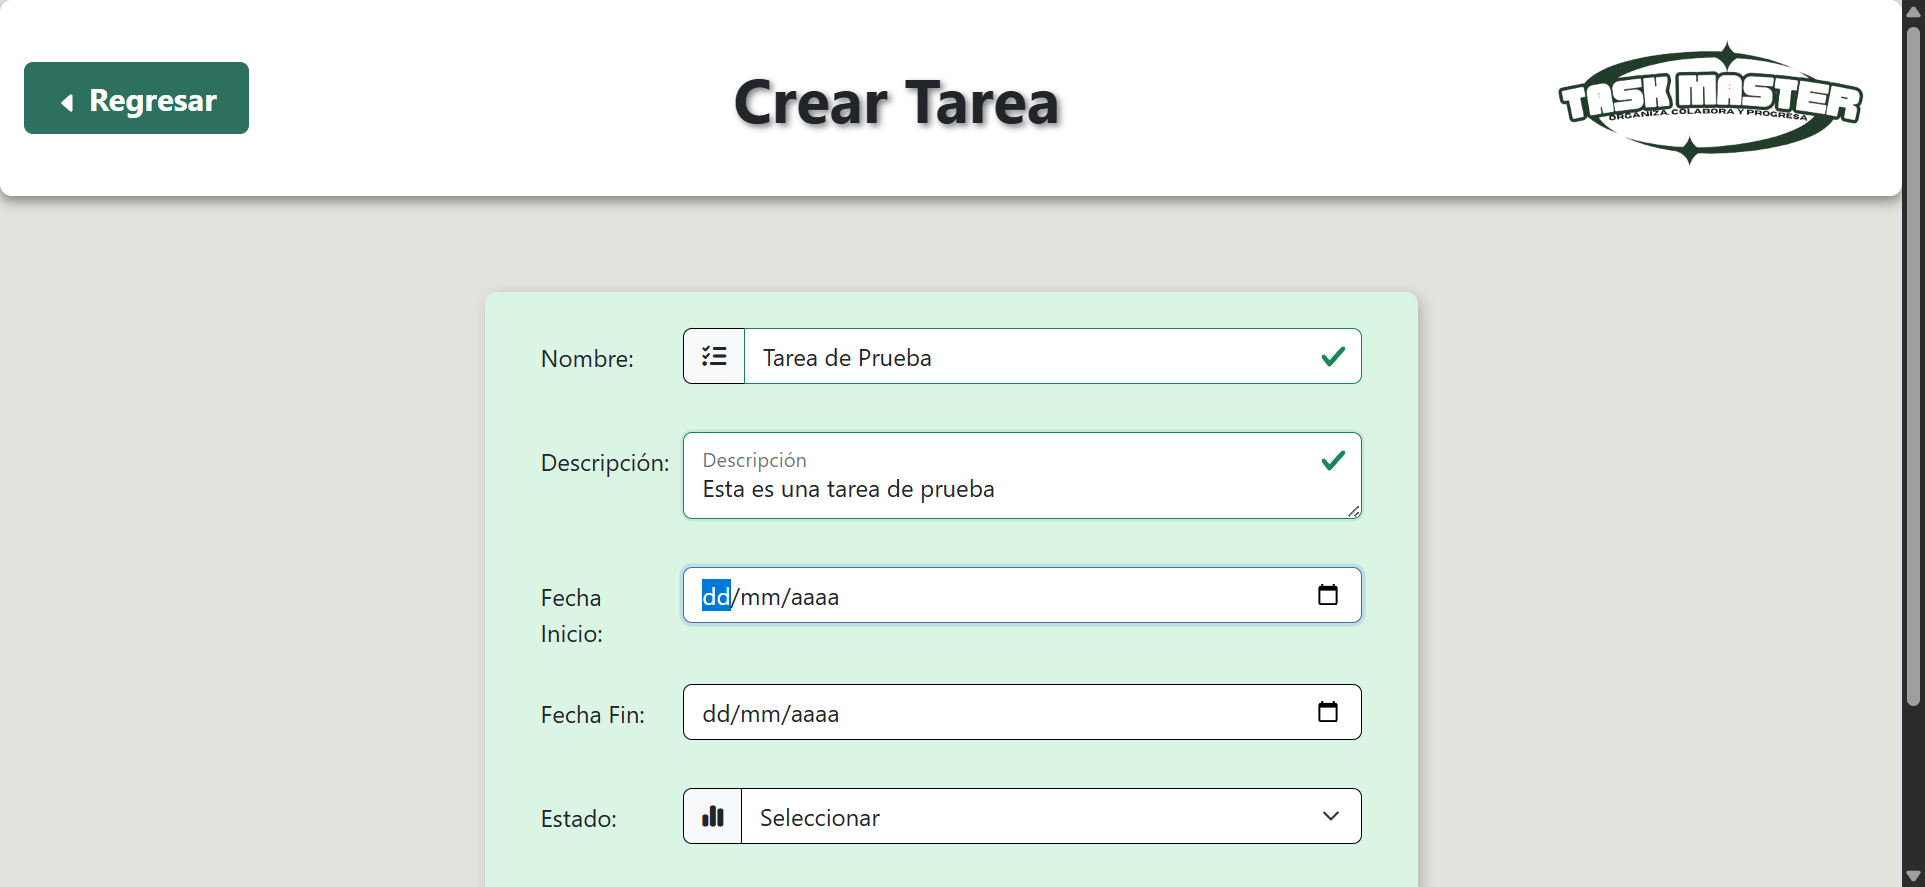 Regresar
Crear Tarea
TASK MASTER
ORGANIZA, COLABORA Y PROGRESA
Nombre:
Tarea de Prueba
Descripción:
Descripción
Esta es una tarea de prueba
Fecha
Inicio:
dd/mm/aaaa
Fecha Fin:
dd/mm/aaaa
Estado:
Seleccionar